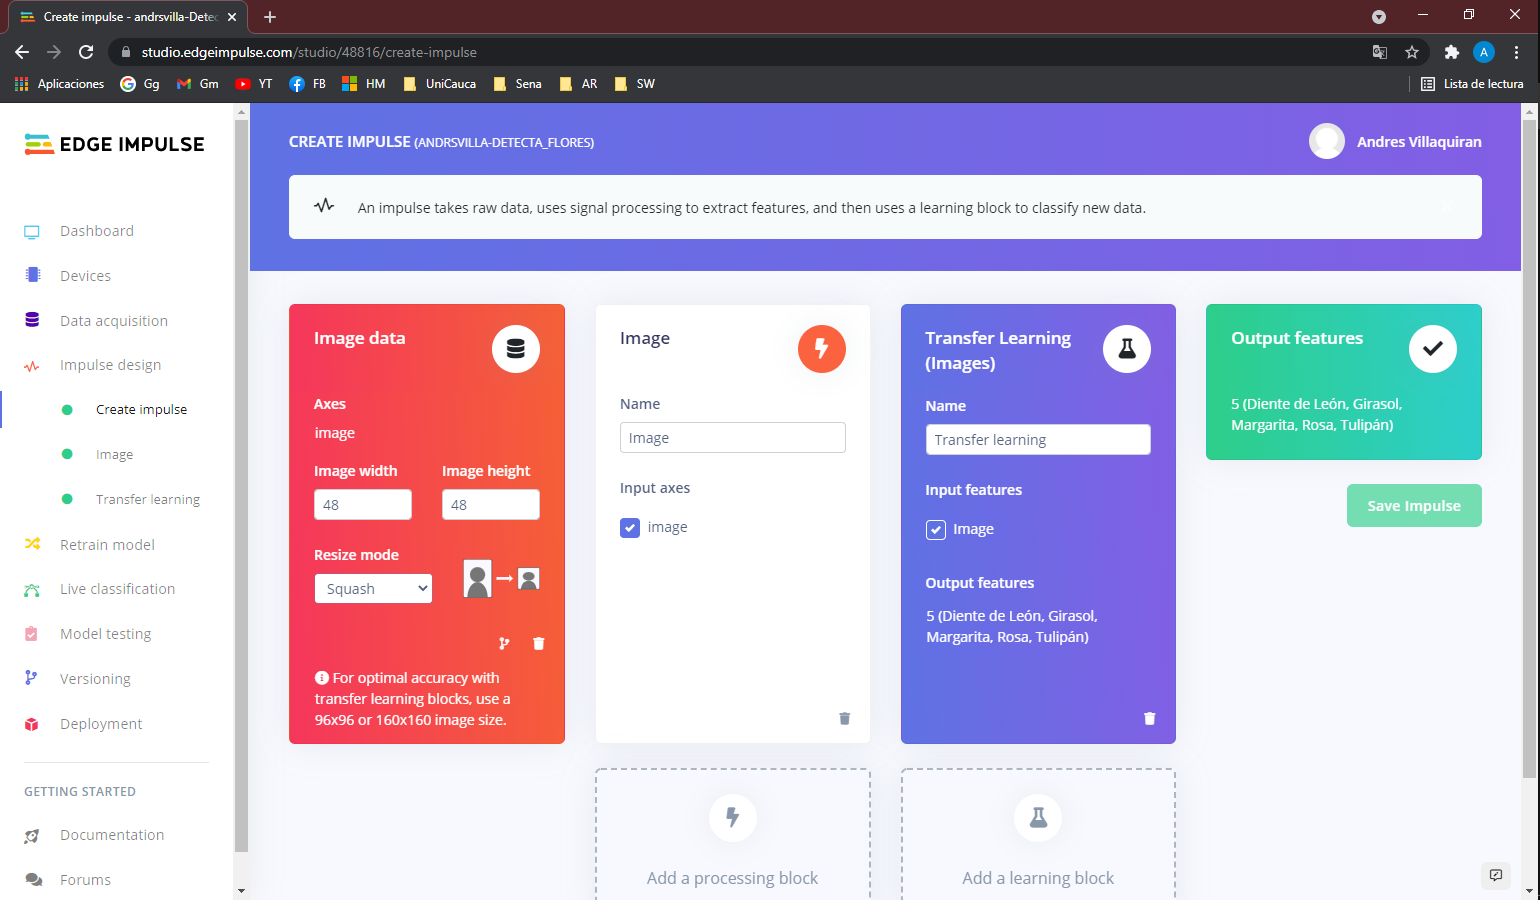 Create impulse - andrsvilla-Detec
studio.edgeimpulse.com/studio/48816/create-impulse
A
Aplicaciones Gg Gm YT FB HM UniCauca Sena AR SW Lista de lectura
EDGE IMPULSE
Dashboard
Devices
Data acquisition
Impulse design
Create impulse
Image
Transfer learning
Retrain model
Live classification
Model testing
Versioning
Deployment
GETTING STARTED
Documentation
Forums
CREATE IMPULSE (ANDRSVILLA-DETECTA_FLORES)
Andres Villaquiran
An impulse takes raw data, uses signal processing to extract features, and then uses a learning block to classify new data.
Image data
Axes
image
Image width Image height
48 48
Resize mode
Squash
For optimal accuracy with
transfer learning blocks, use a
96x96 or 160x160 image size.
Image
Name
Image
Input axes
image
Transfer Learning
(Images)
Name
Transfer learning
Input features
Image
Output features
5 (Diente de León, Girasol,
Margarita, Rosa, Tulipán)
Output features
5 (Diente de León, Girasol,
Margarita, Rosa, Tulipán)
Save Impulse
Add a processing block
Add a learning block